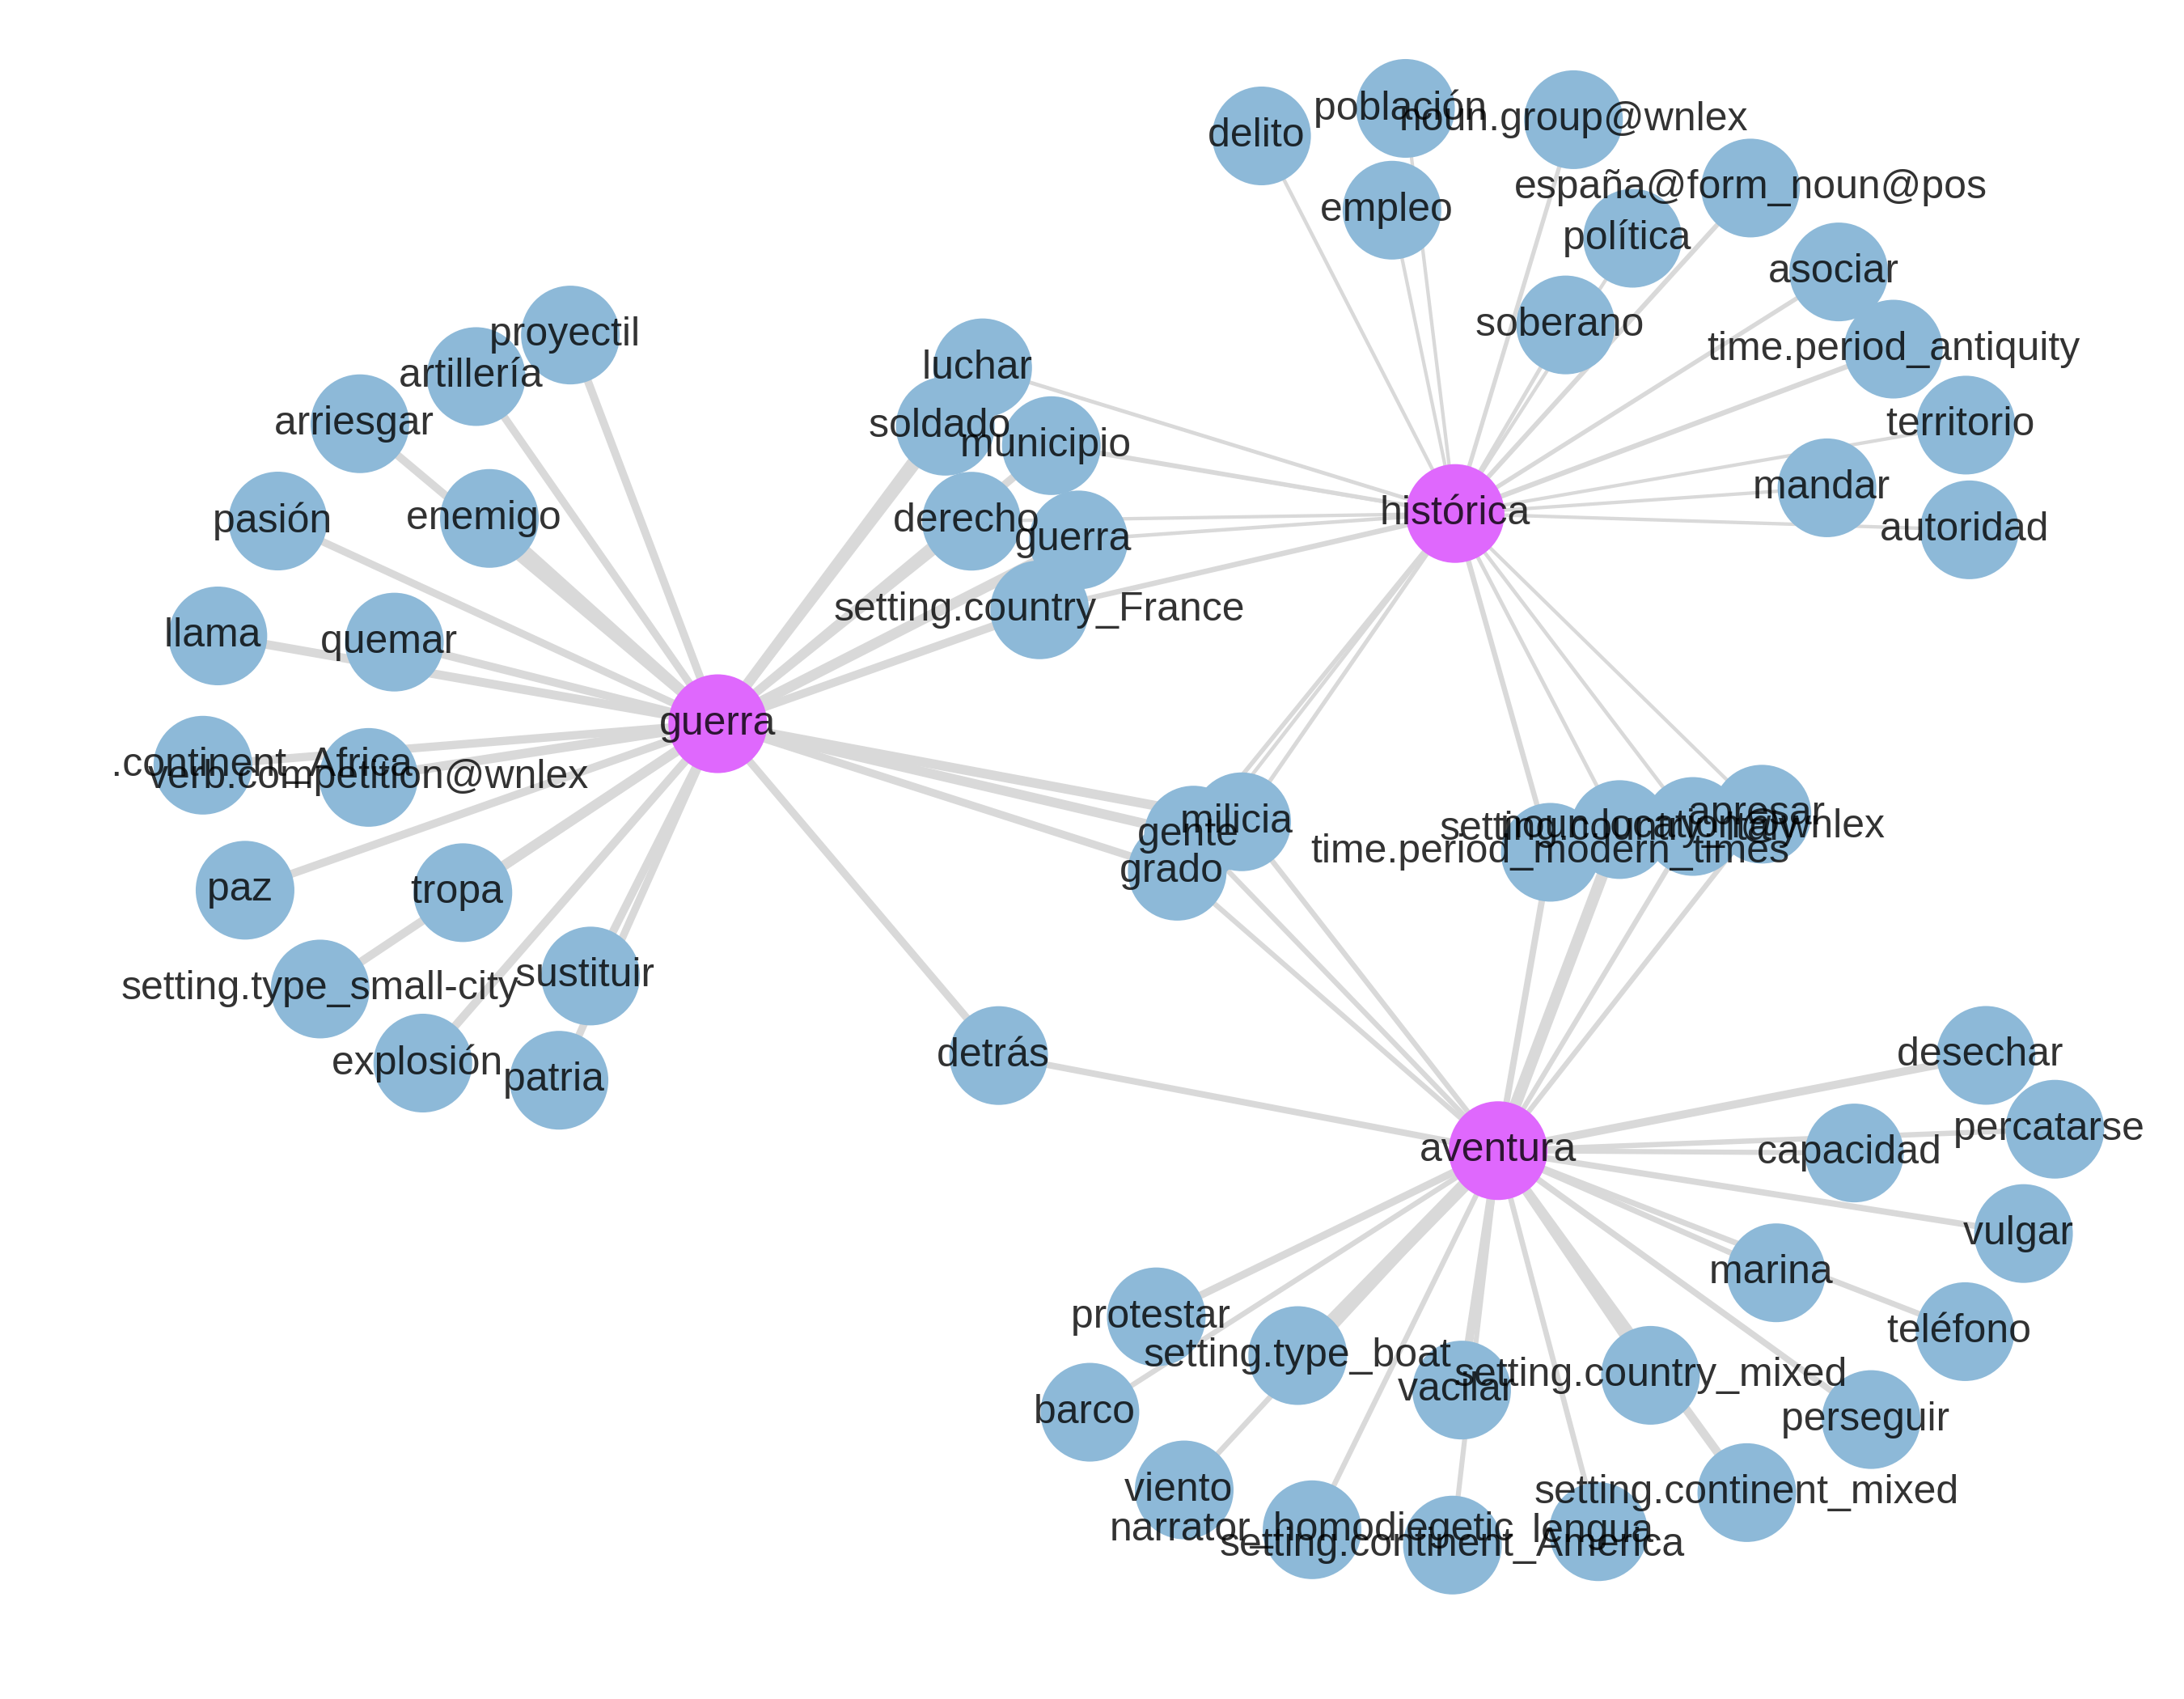 población
noun.group@wnlex
delito
españa@form_noun@pos
empleo
política
asociar
soberano
proyectil
time.period_antiquity
luchar
artillería
arriesgar
soldado
territorio
municipio
mandar
histórica
enemigo
pasión
derecho
autoridad
guerra
setting.country_France
llama
quemar
guerra
.continent_Africa
verb.competition@wnlex
apresar
milicia
setting.country_Italy
noun.location@wnlex
gente
time.period_modern_times
grado
paz
tropa
sustituir
setting.type_small-city
detrás
desechar
explosión
patria
percatarse
aventura
capacidad
vulgar
marina
protestar
teléfono
setting.type_boat
setting.country_mixed
vacilar
barco
perseguir
viento
setting.continent_mixed
narrator_homodiegetic
lengua
setting.continent_America